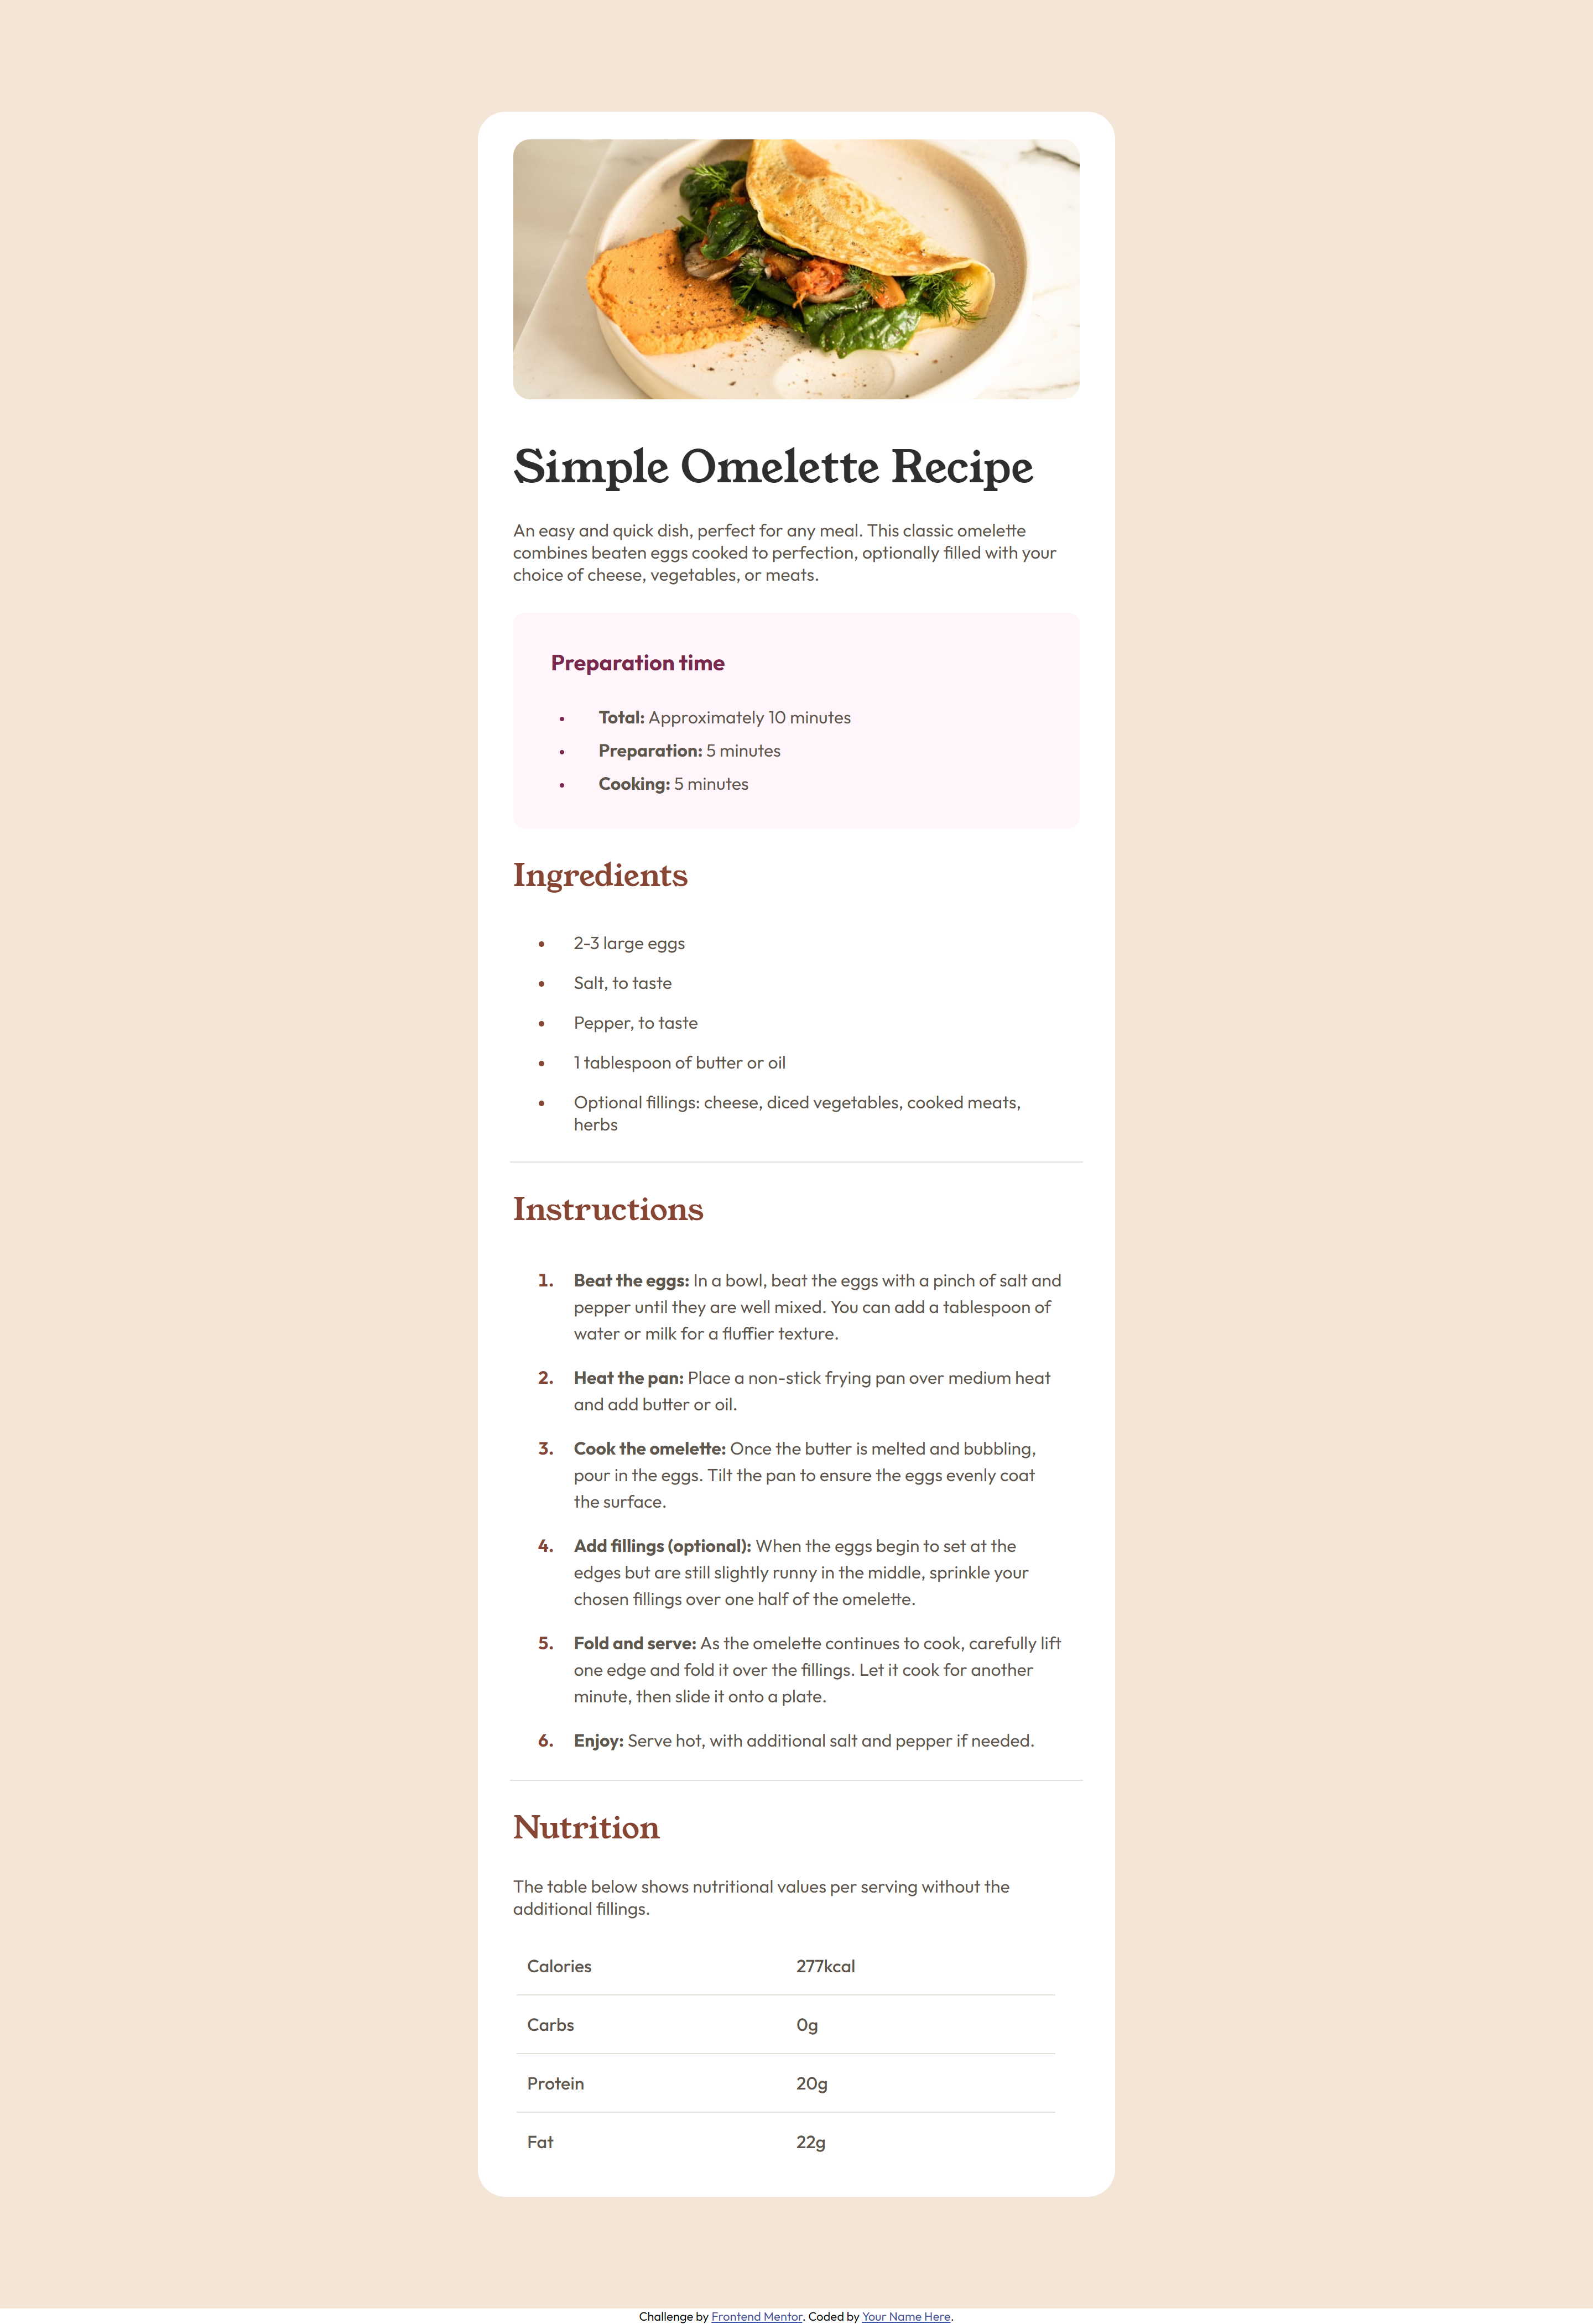 Simple Omelette Recipe
An easy and quick dish, perfect for any meal. This classic omelette
combines beaten eggs cooked to perfection, optionally filled with your
choice of cheese, vegetables, or meats.
Preparation time
• Total: Approximately 10 minutes
• Preparation: 5 minutes
• Cooking: 5 minutes
Ingredients
• 2-3 large eggs
• Salt, to taste
• Pepper, to taste
• 1 tablespoon of butter or oil
• Optional fillings: cheese, diced vegetables, cooked meats,
herbs
Instructions
1. Beat the eggs: In a bowl, beat the eggs with a pinch of salt and
pepper until they are well mixed. You can add a tablespoon of
water or milk for a fluffier texture.
2. Heat the pan: Place a non-stick frying pan over medium heat
and add butter or oil.
3. Cook the omelette: Once the butter is melted and bubbling,
pour in the eggs. Tilt the pan to ensure the eggs evenly coat
the surface.
4. Add fillings (optional): When the eggs begin to set at the
edges but are still slightly runny in the middle, sprinkle your
chosen fillings over one half of the omelette.
5. Fold and serve: As the omelette continues to cook, carefully lift
one edge and fold it over the fillings. Let it cook for another
minute, then slide it onto a plate.
6. Enjoy: Serve hot, with additional salt and pepper if needed.
Nutrition
The table below shows nutritional values per serving without the
additional fillings.
Calories 277kcal
Carbs 0g
Protein 20g
Fat 22g
Challenge by Frontend Mentor. Coded by Your Name Here.